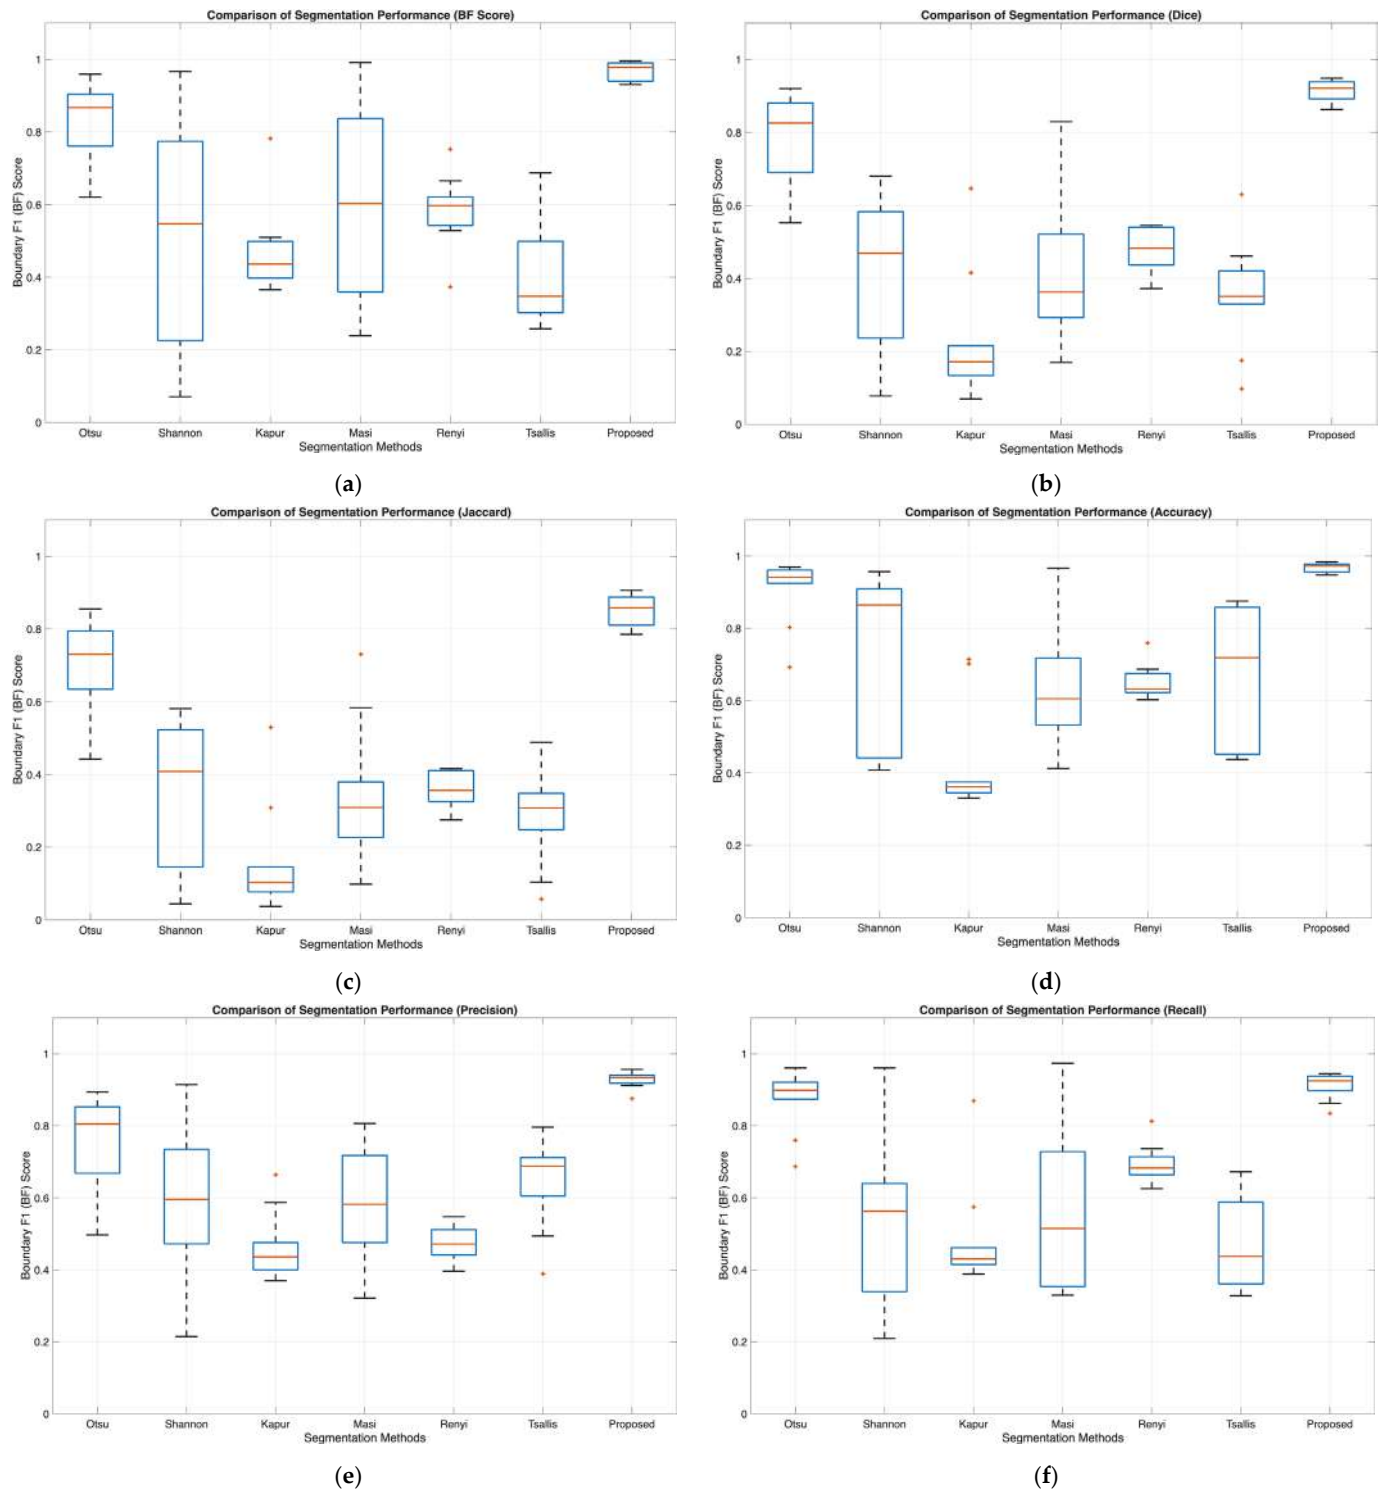 Comparison of Segmentation Performance (BF Score)
Boundary F1 (BF) Score
1
0.8
0.6
0.4
0.2
0
Otsu Shannon Kapur Masi Renyi Tsallis Proposed
Segmentation Methods
(a)
Comparison of Segmentation Performance (Dice)
Boundary F1 (BF) Score
1
0.8
0.6
0.4
0.2
0
Otsu Shannon Kapur Masi Renyi Tsallis Proposed
Segmentation Methods
(b)
Comparison of Segmentation Performance (Jaccard)
Boundary F1 (BF) Score
1
0.8
0.6
0.4
0.2
0
Otsu Shannon Kapur Masi Renyi Tsallis Proposed
Segmentation Methods
(c)
Comparison of Segmentation Performance (Accuracy)
Boundary F1 (BF) Score
1
0.8
0.6
0.4
0.2
0
Otsu Shannon Kapur Masi Renyi Tsallis Proposed
Segmentation Methods
(d)
Comparison of Segmentation Performance (Precision)
Boundary F1 (BF) Score
1
0.8
0.6
0.4
0.2
0
Otsu Shannon Kapur Masi Renyi Tsallis Proposed
Segmentation Methods
(e)
Comparison of Segmentation Performance (Recall)
Boundary F1 (BF) Score
1
0.8
0.6
0.4
0.2
0
Otsu Shannon Kapur Masi Renyi Tsallis Proposed
Segmentation Methods
(f)